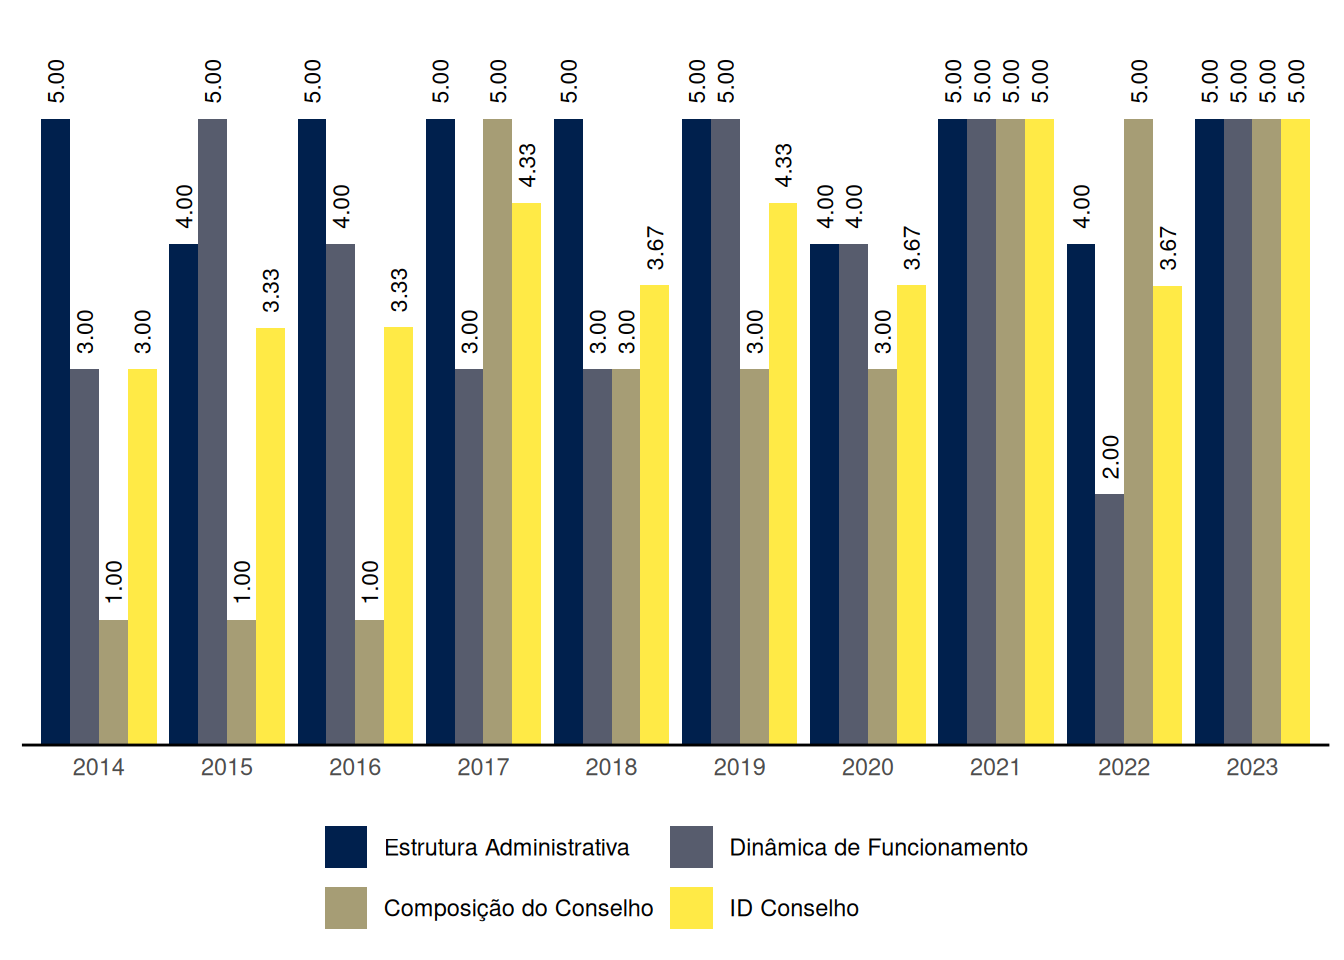 5.00 3.00 1.00 3.00
4.00 5.00 1.00 3.33
5.00 4.00 1.00 3.33
5.00 3.00 5.00 4.33
5.00 3.00 3.00 3.67
5.00 5.00 3.00 4.33
4.00 4.00 3.00 3.67
5.00 5.00 5.00 5.00
4.00 2.00 5.00 3.67
5.00 5.00 5.00 5.00
2014 2015 2016 2017 2018 2019 2020 2021 2022 2023
Estrutura Administrativa Dinâmica de Funcionamento
Composição do Conselho ID Conselho